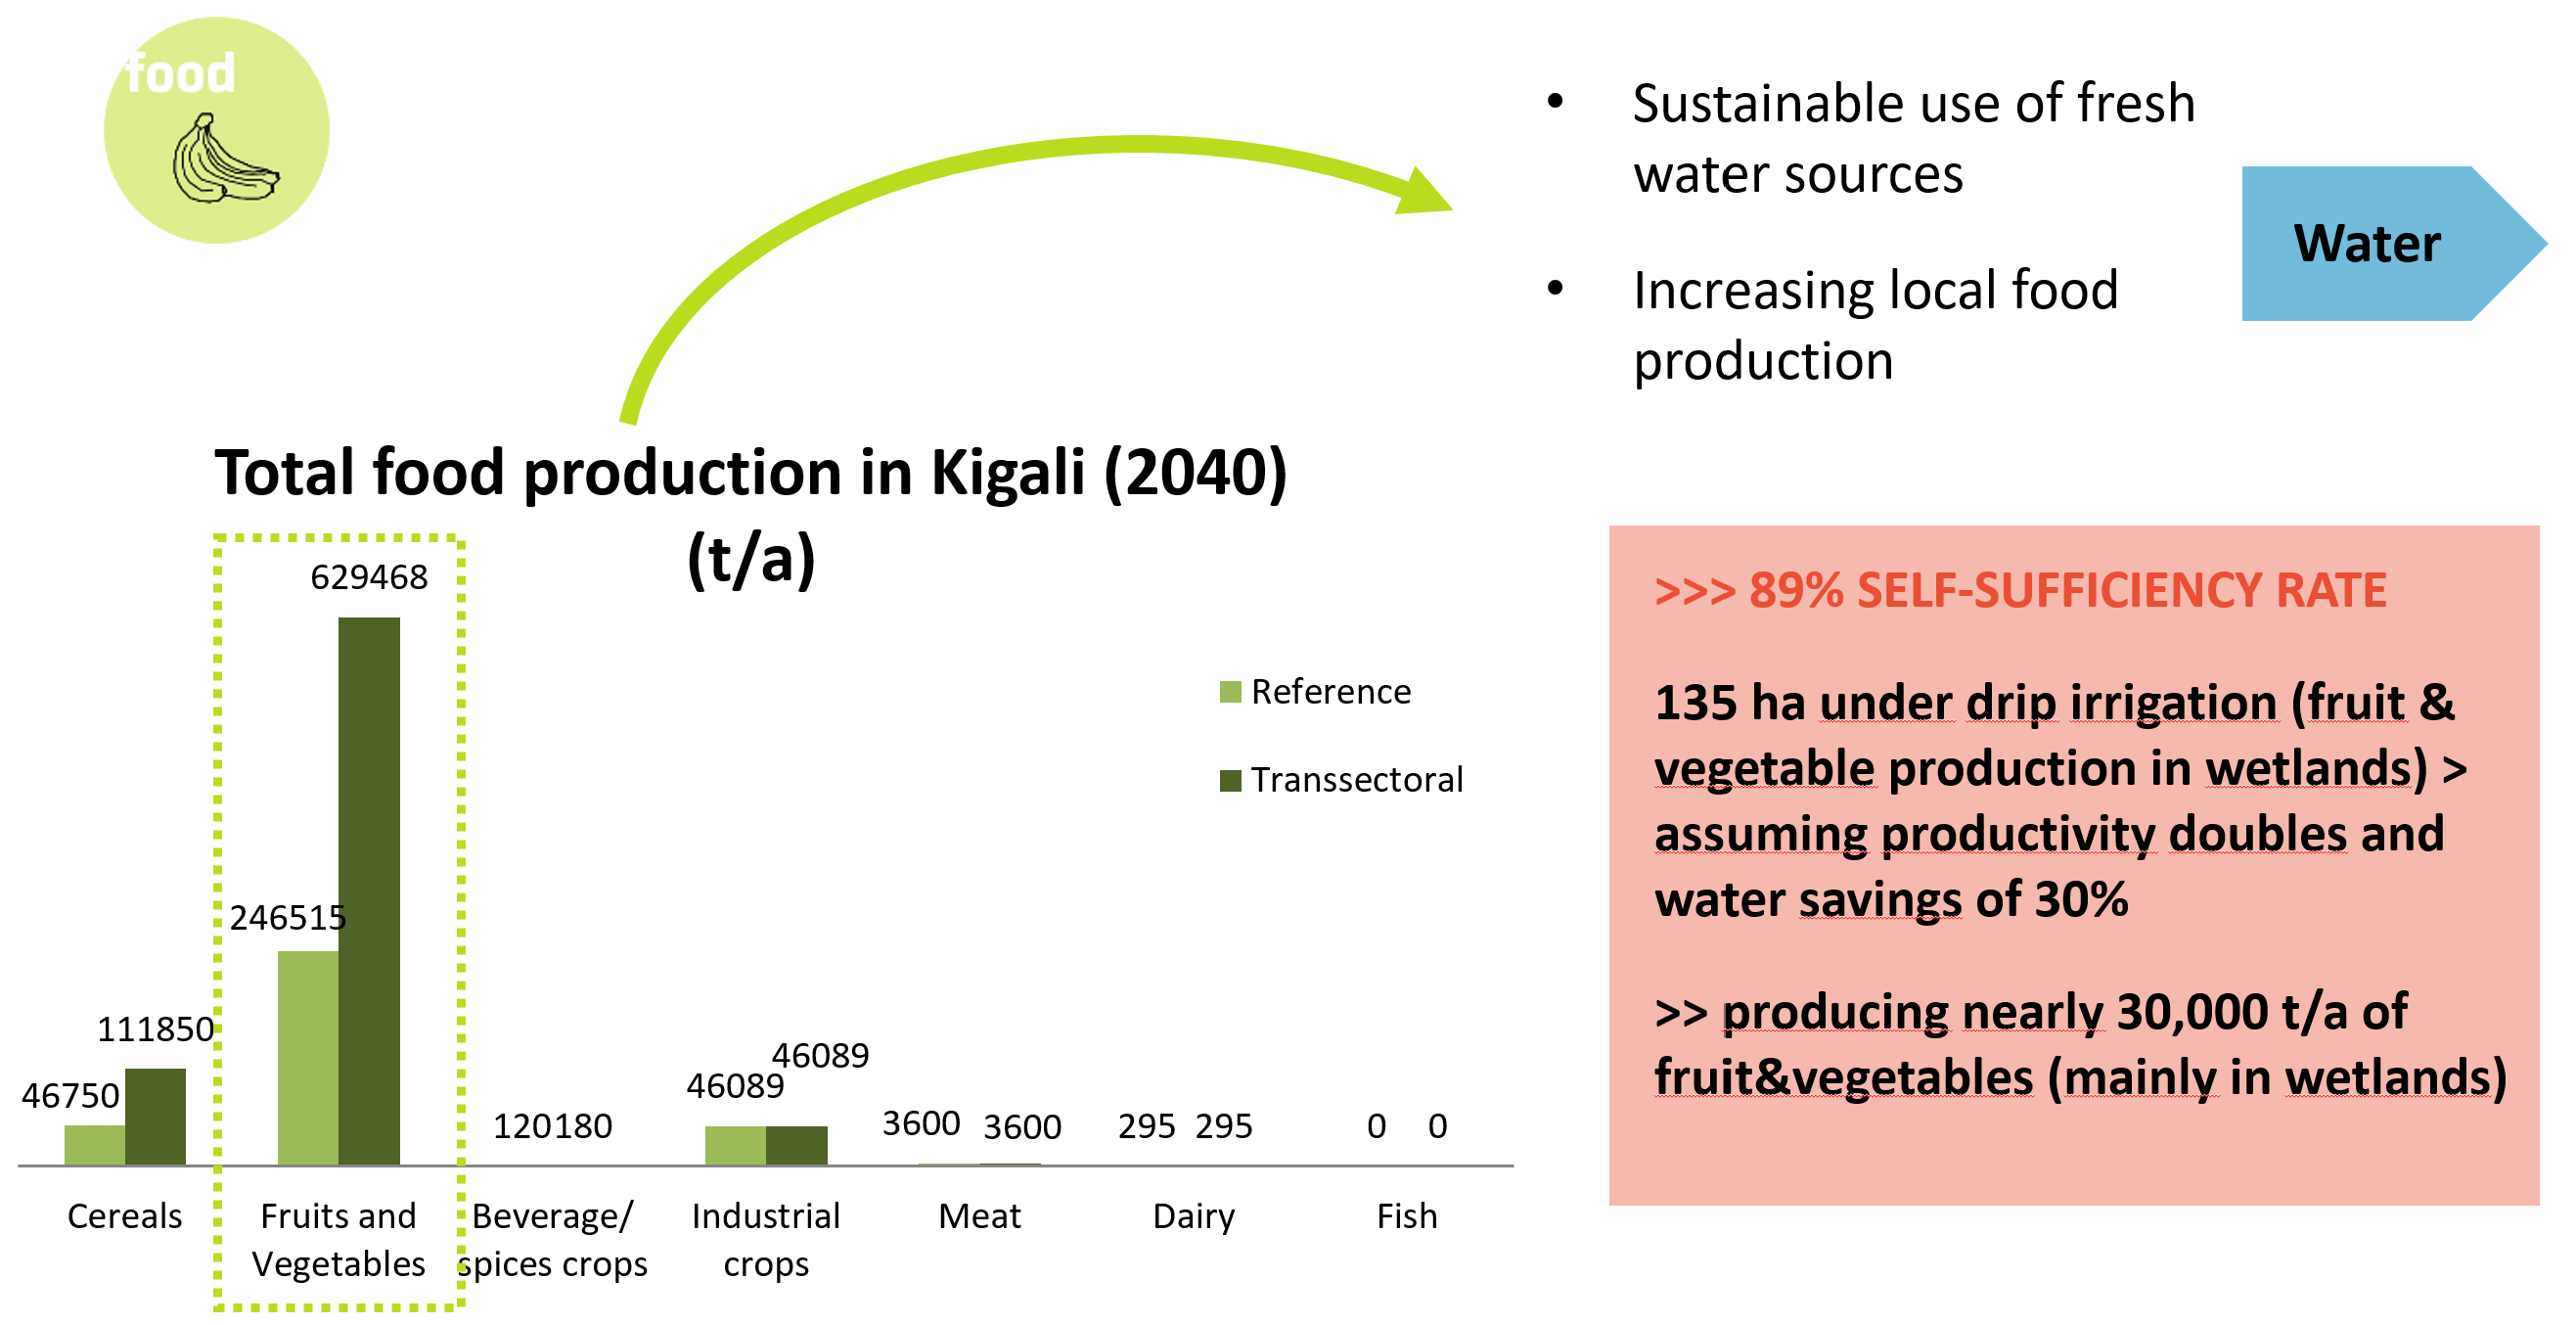 food
• Sustainable use of fresh
water sources
• Increasing local food
production
Water
Total food production in Kigali (2040)
(t/a)
629468
246515
111850
46750
120 180
46089
46089
3600
3600
295
295
0
0
Reference
Transsectoral
Cereals
Fruits and
Vegetables
Beverage/
spices crops
Industrial
crops
Meat
Dairy
Fish
>>> 89% SELF-SUFFICIENCY RATE
135 ha under drip irrigation (fruit &
vegetable production in wetlands) >
assuming productivity doubles and
water savings of 30%
>> producing nearly 30,000 t/a of
fruit&vegetables (mainly in wetlands)